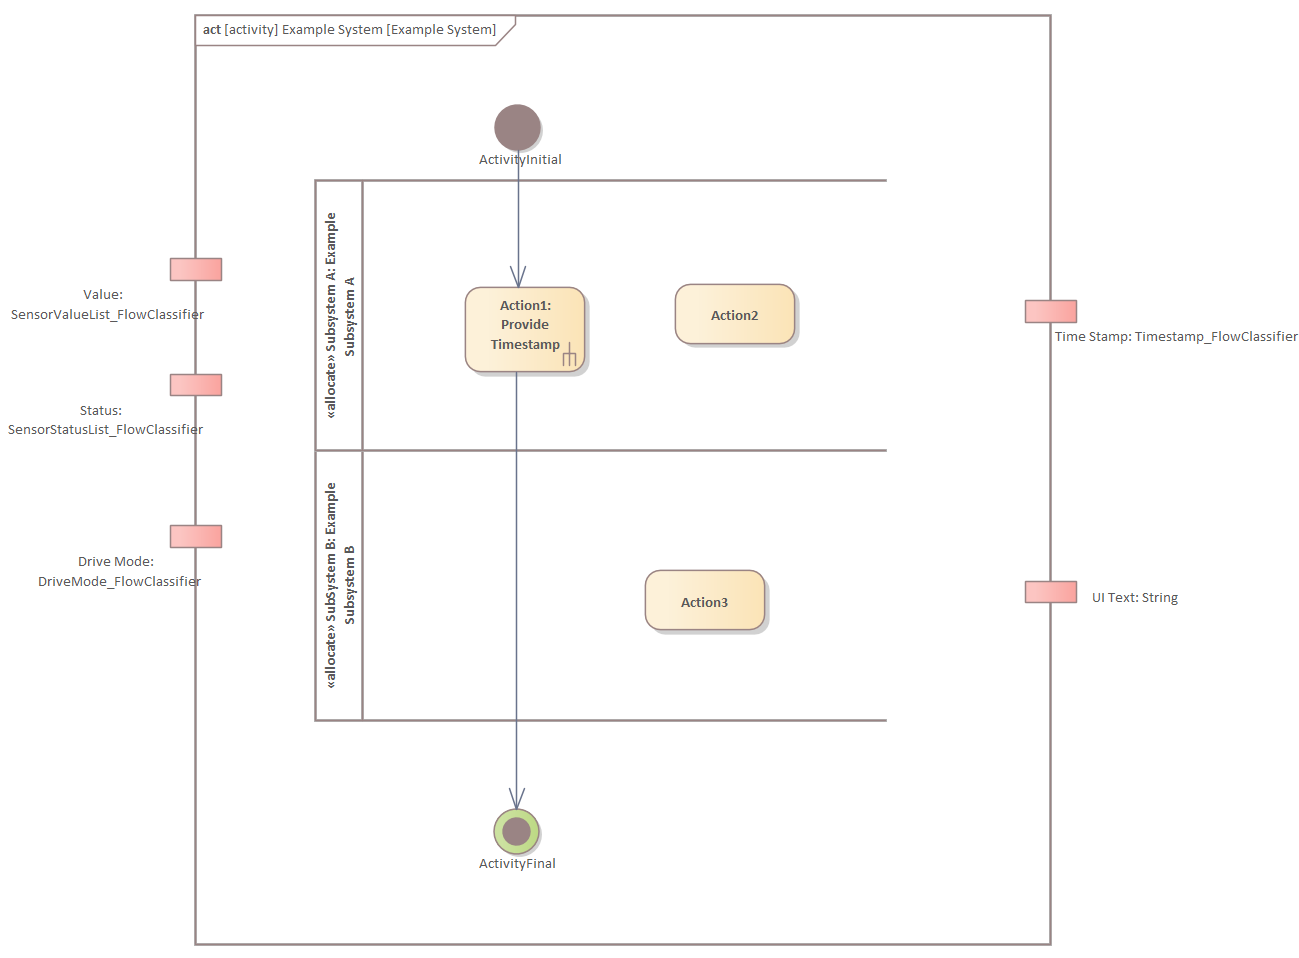 act [activity] Example System [Example System]
ActivityInitial
«allocate» Subsystem A: Example
Subsystem A
Action1:
Provide
Timestamp
Action2
Value:
SensorValueList_FlowClassifier
Status:
SensorStatusList_FlowClassifier
Time Stamp: Timestamp_FlowClassifier
«allocate» SubSystem B: Example
Subsystem B
Action3
Drive Mode:
DriveMode_FlowClassifier
UI Text: String
ActivityFinal